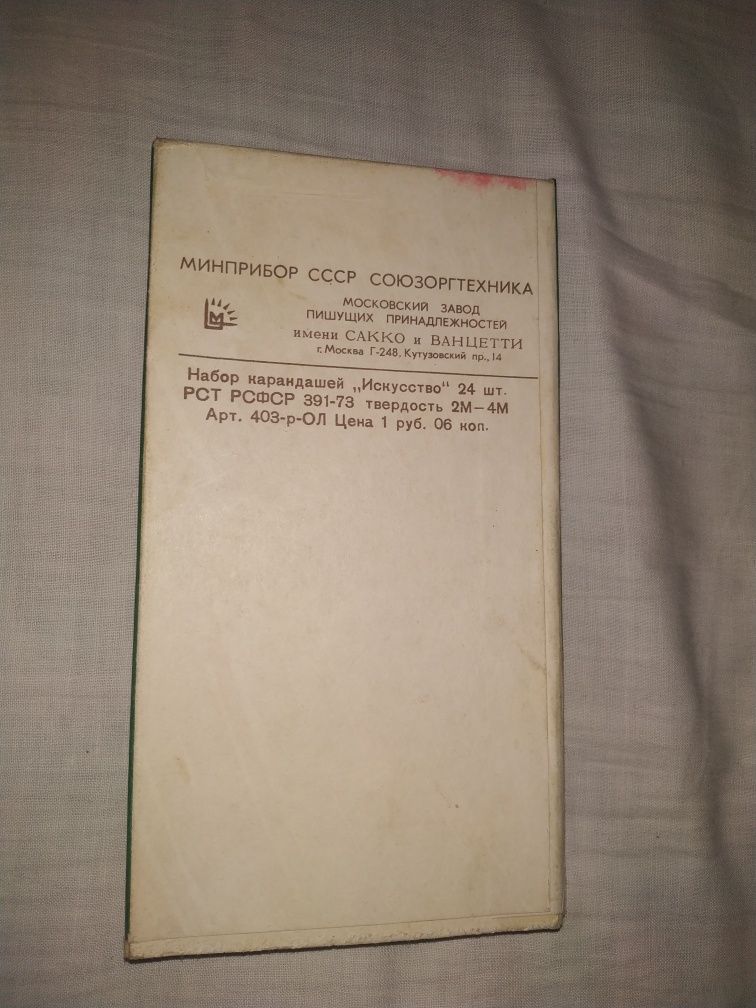 МИНПРИБОР СССР СОЮЗОРГТЕХНИКА
МОСКОВСКИЙ ЗАВОД
ПИШУЩИХ ПРИНАДЛЕЖНОСТЕЙ
имени САККО и ВАНЦЕТТИ
г. Москва Г-248, Кутузовский пр., 14
Набор карандашей „Искусство" 24 шт.
РСТ РСФСР 391-73 твердость 2М—4М
Арт. 403-р-ОЛ Цена 1 руб. 06 коп.